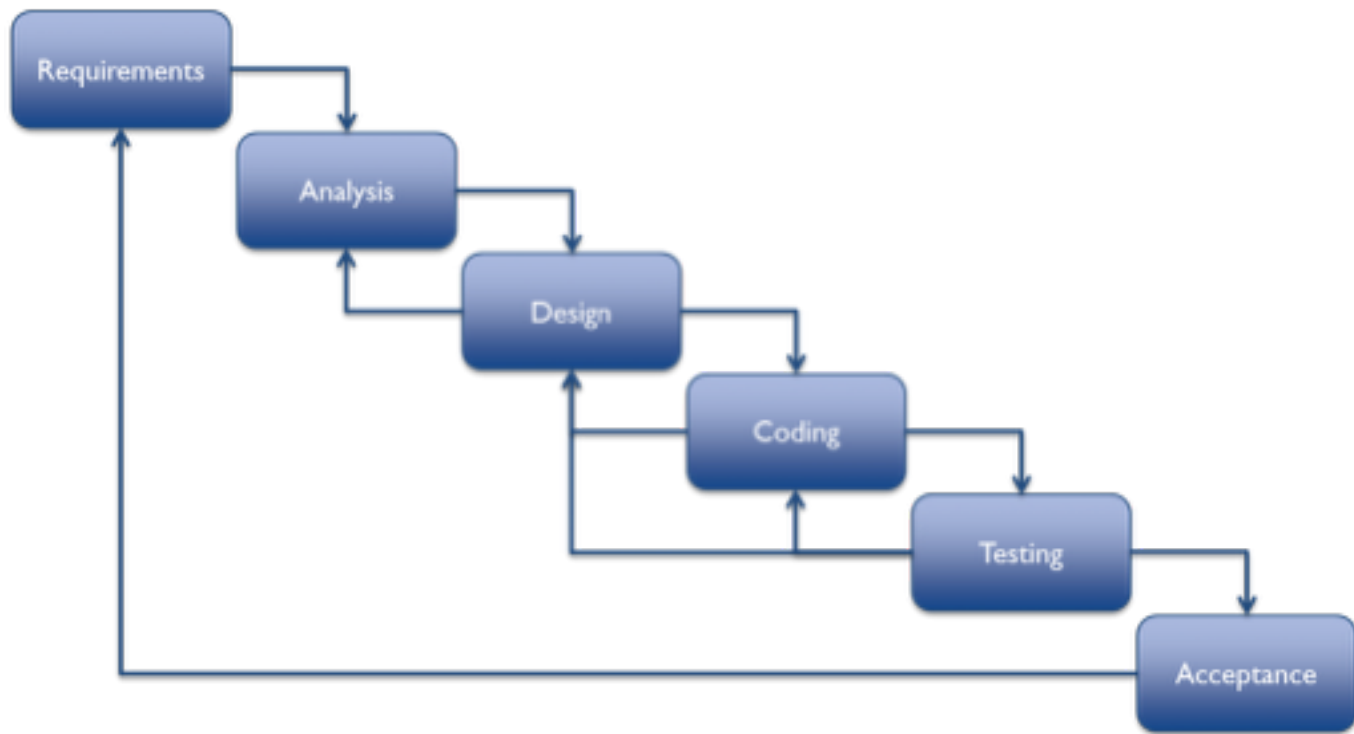 Requirements
Analysis
Design
Coding
Testing
Acceptance